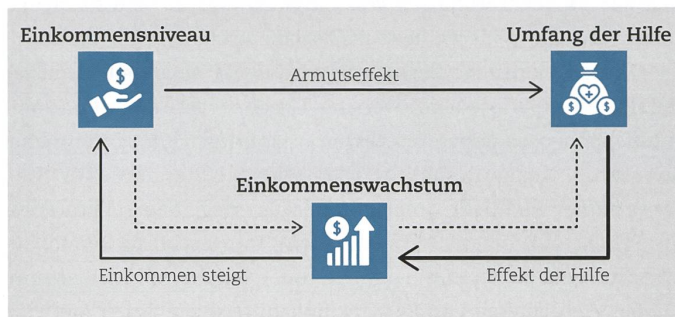 Einkommensniveau
Umfang der Hilfe
Armutseffekt
Einkommenswachstum
Einkommen steigt
Effekt der Hilfe